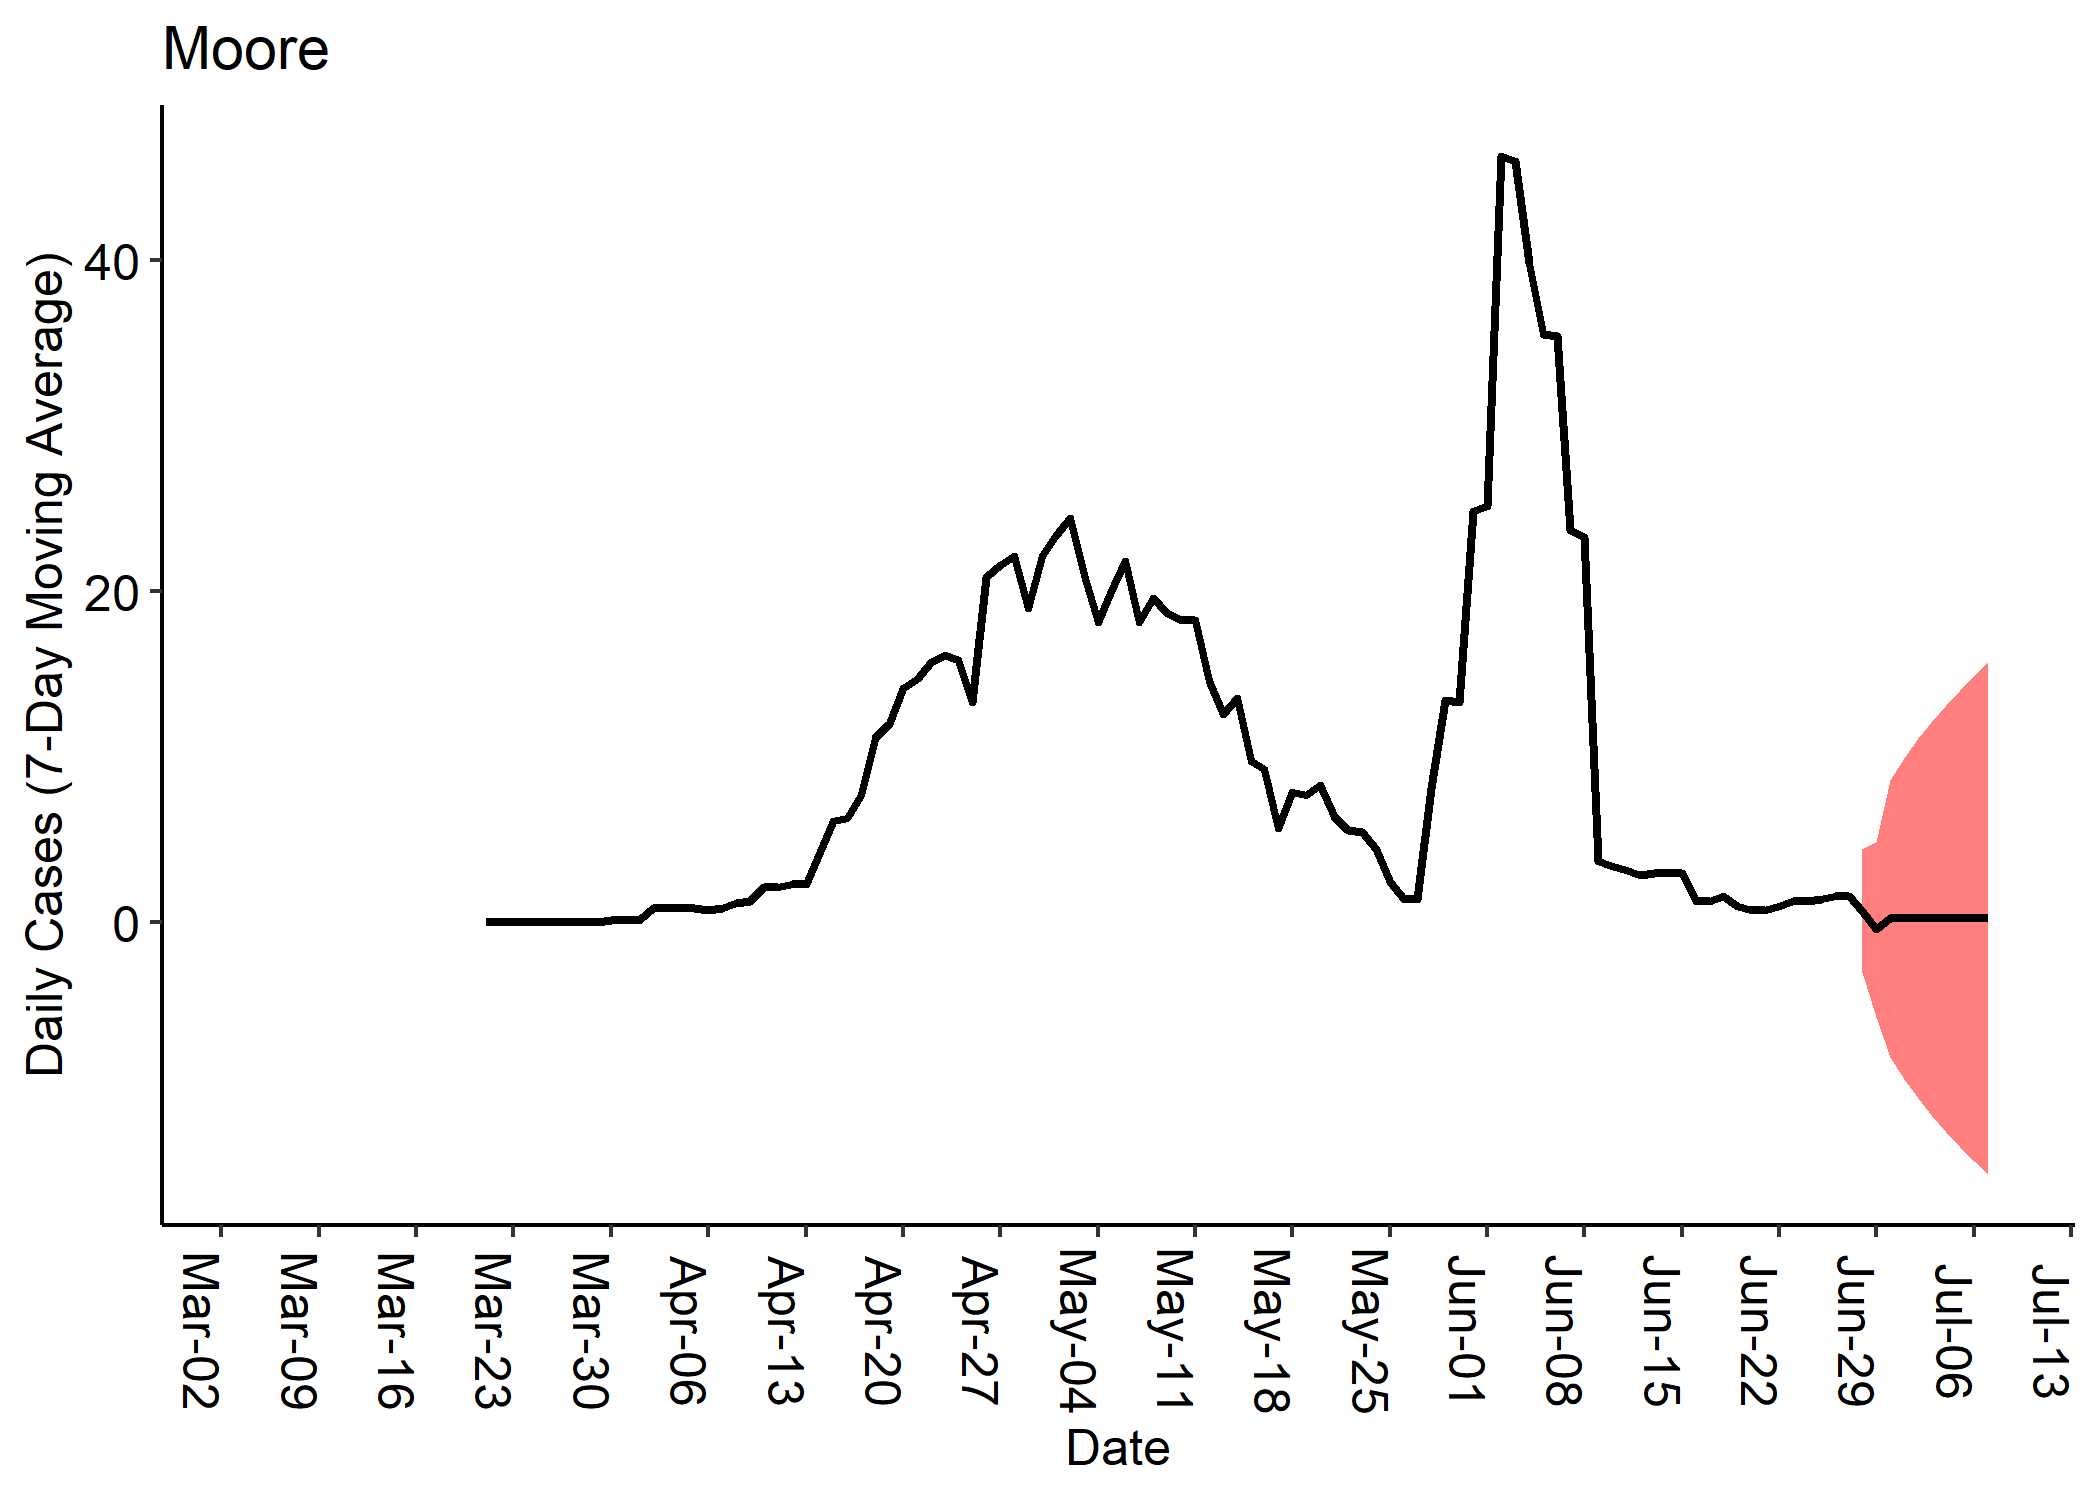 Moore
Daily Cases (7-Day Moving Average)
40
20
0
Mar-02
Mar-09
Mar-16
Mar-23
Mar-30
Apr-06
Apr-13
Apr-20
Apr-27
May-04
May-11
May-18
May-25
Jun-01
Jun-08
Jun-15
Jun-22
Jun-29
Jul-06
Jul-13
Date